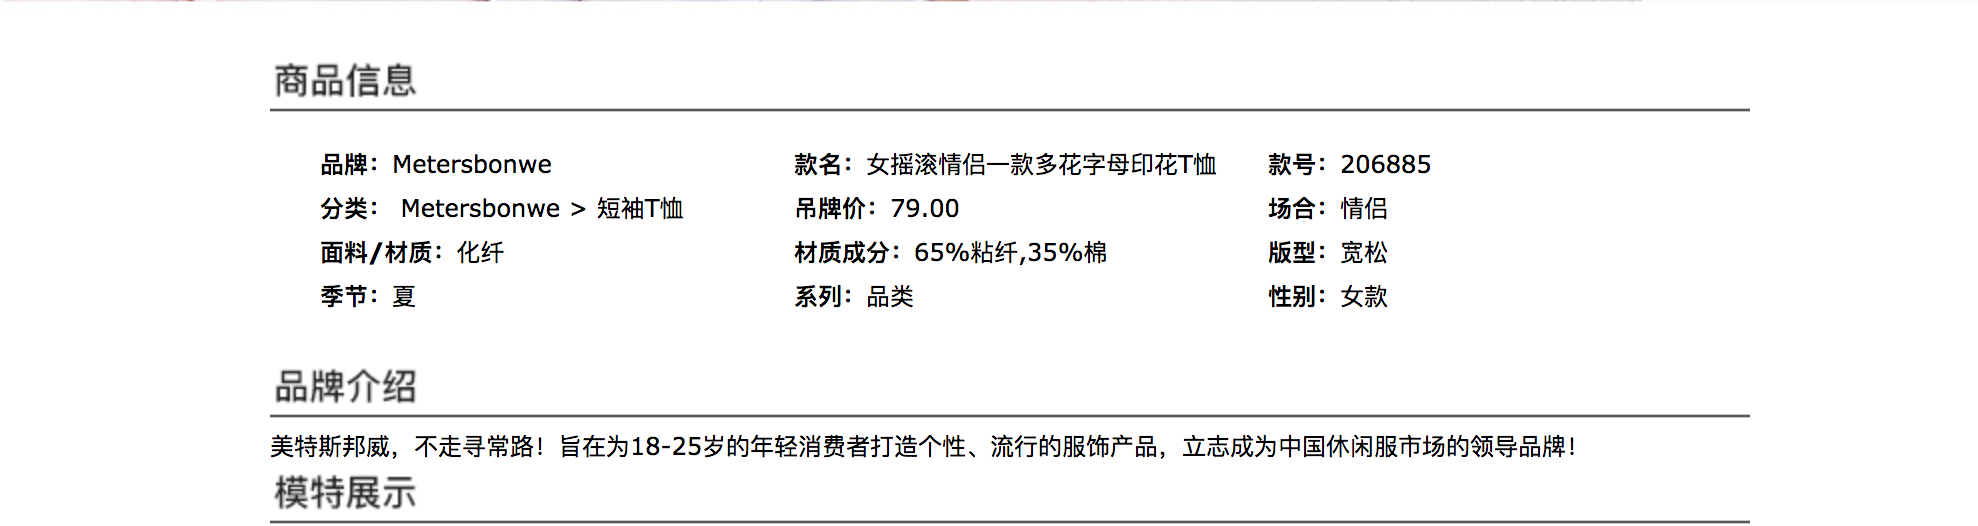 商品信息
品牌：Metersbonwe 款名：女摇滚情侣一款多花字母印花T恤 款号：206885
分类： Metersbonwe > 短袖T恤 吊牌价：79.00 场合：情侣
面料/材质：化纤 材质成分：65%粘纤,35%棉 版型：宽松
季节：夏 系列：品类 性别：女款
品牌介绍
美特斯邦威，不走寻常路！旨在为18-25岁的年轻消费者打造个性、流行的服饰产品，立志成为中国休闲服市场的领导品牌！
模特展示